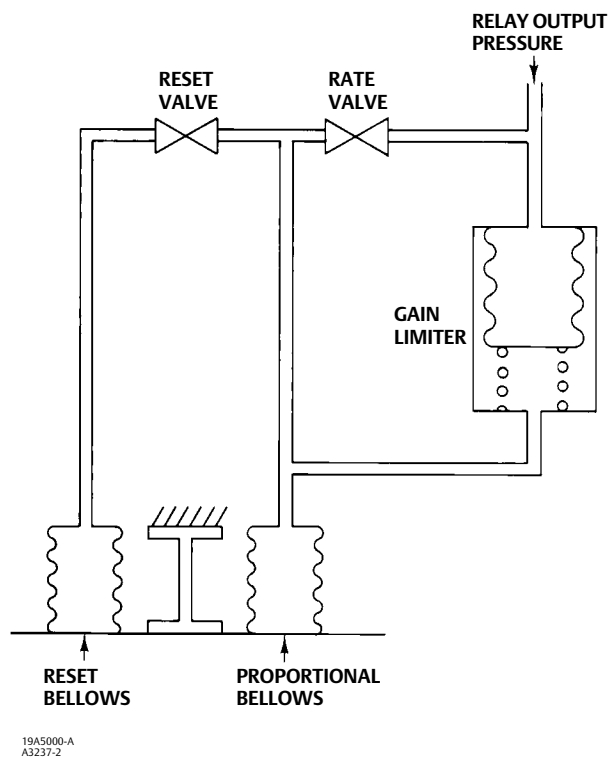 RELAY OUTPUT
PRESSURE
RESET
VALVE
RATE
VALVE
GAIN
LIMITER
RESET
BELLOWS
PROPORTIONAL
BELLOWS
19A5000-A
A3237-2